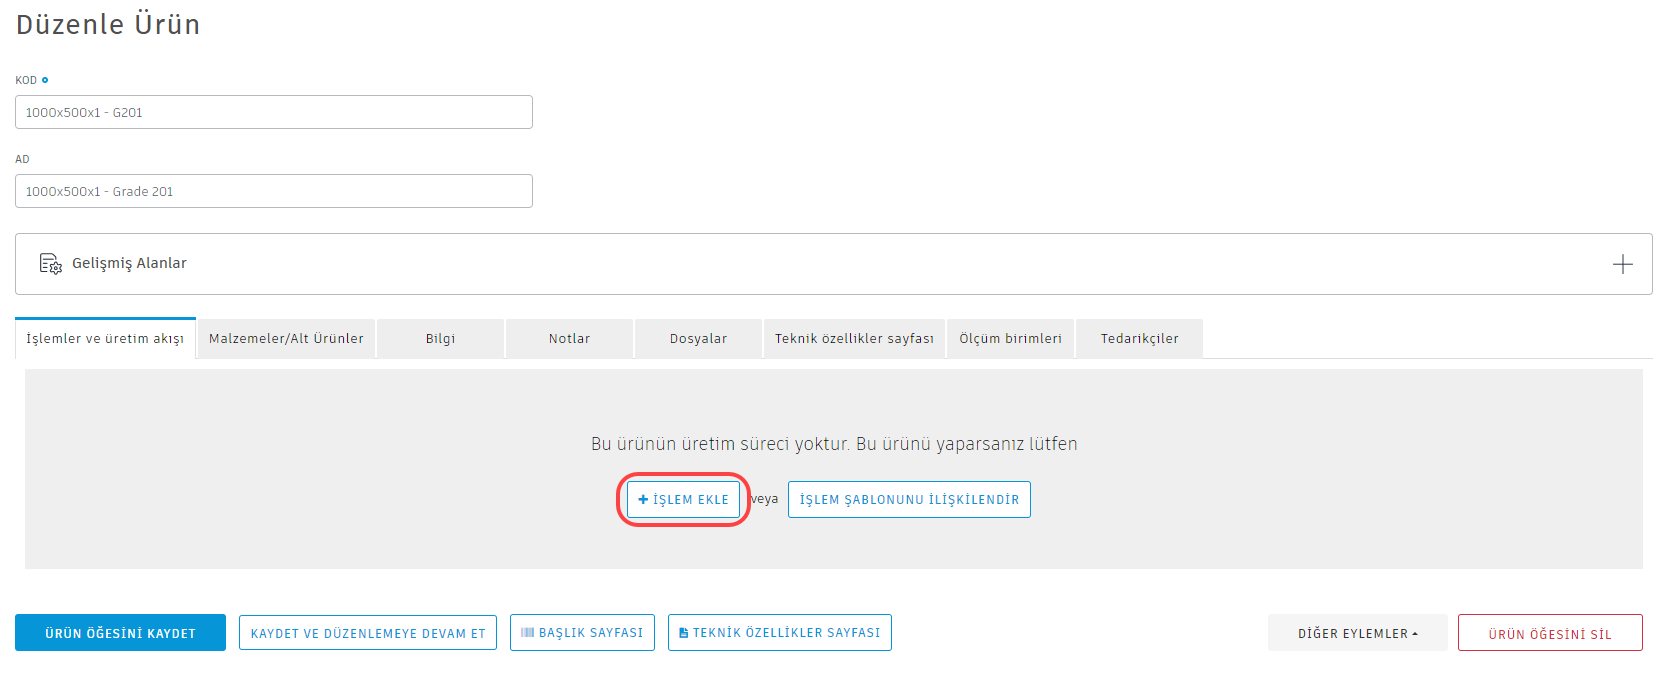 Düzenle Ürün
KOD
1000x500x1 - G201
AD
1000x500x1 - Grade 201
Gelişmiş Alanlar
İşlemler ve üretim akışı Malzemeler/Alt Ürünler Bilgi Notlar Dosyalar Teknik özellikler sayfası Ölçüm birimleri Tedarikçiler
Bu ürünün üretim süreci yoktur. Bu ürünü yaparsanız lütfen
+ İŞLEM EKLE veya İŞLEM ŞABLONUNU İLİŞKİLENDİR
ÜRÜN ÖĞESİNİ KAYDET KAYDET VE DÜZENLEMEYE DEVAM ET BAŞLIK SAYFASI TEKNİK ÖZELLİKLER SAYFASI DİĞER EYLEMLER ÜRÜN ÖĞESİNİ SİL